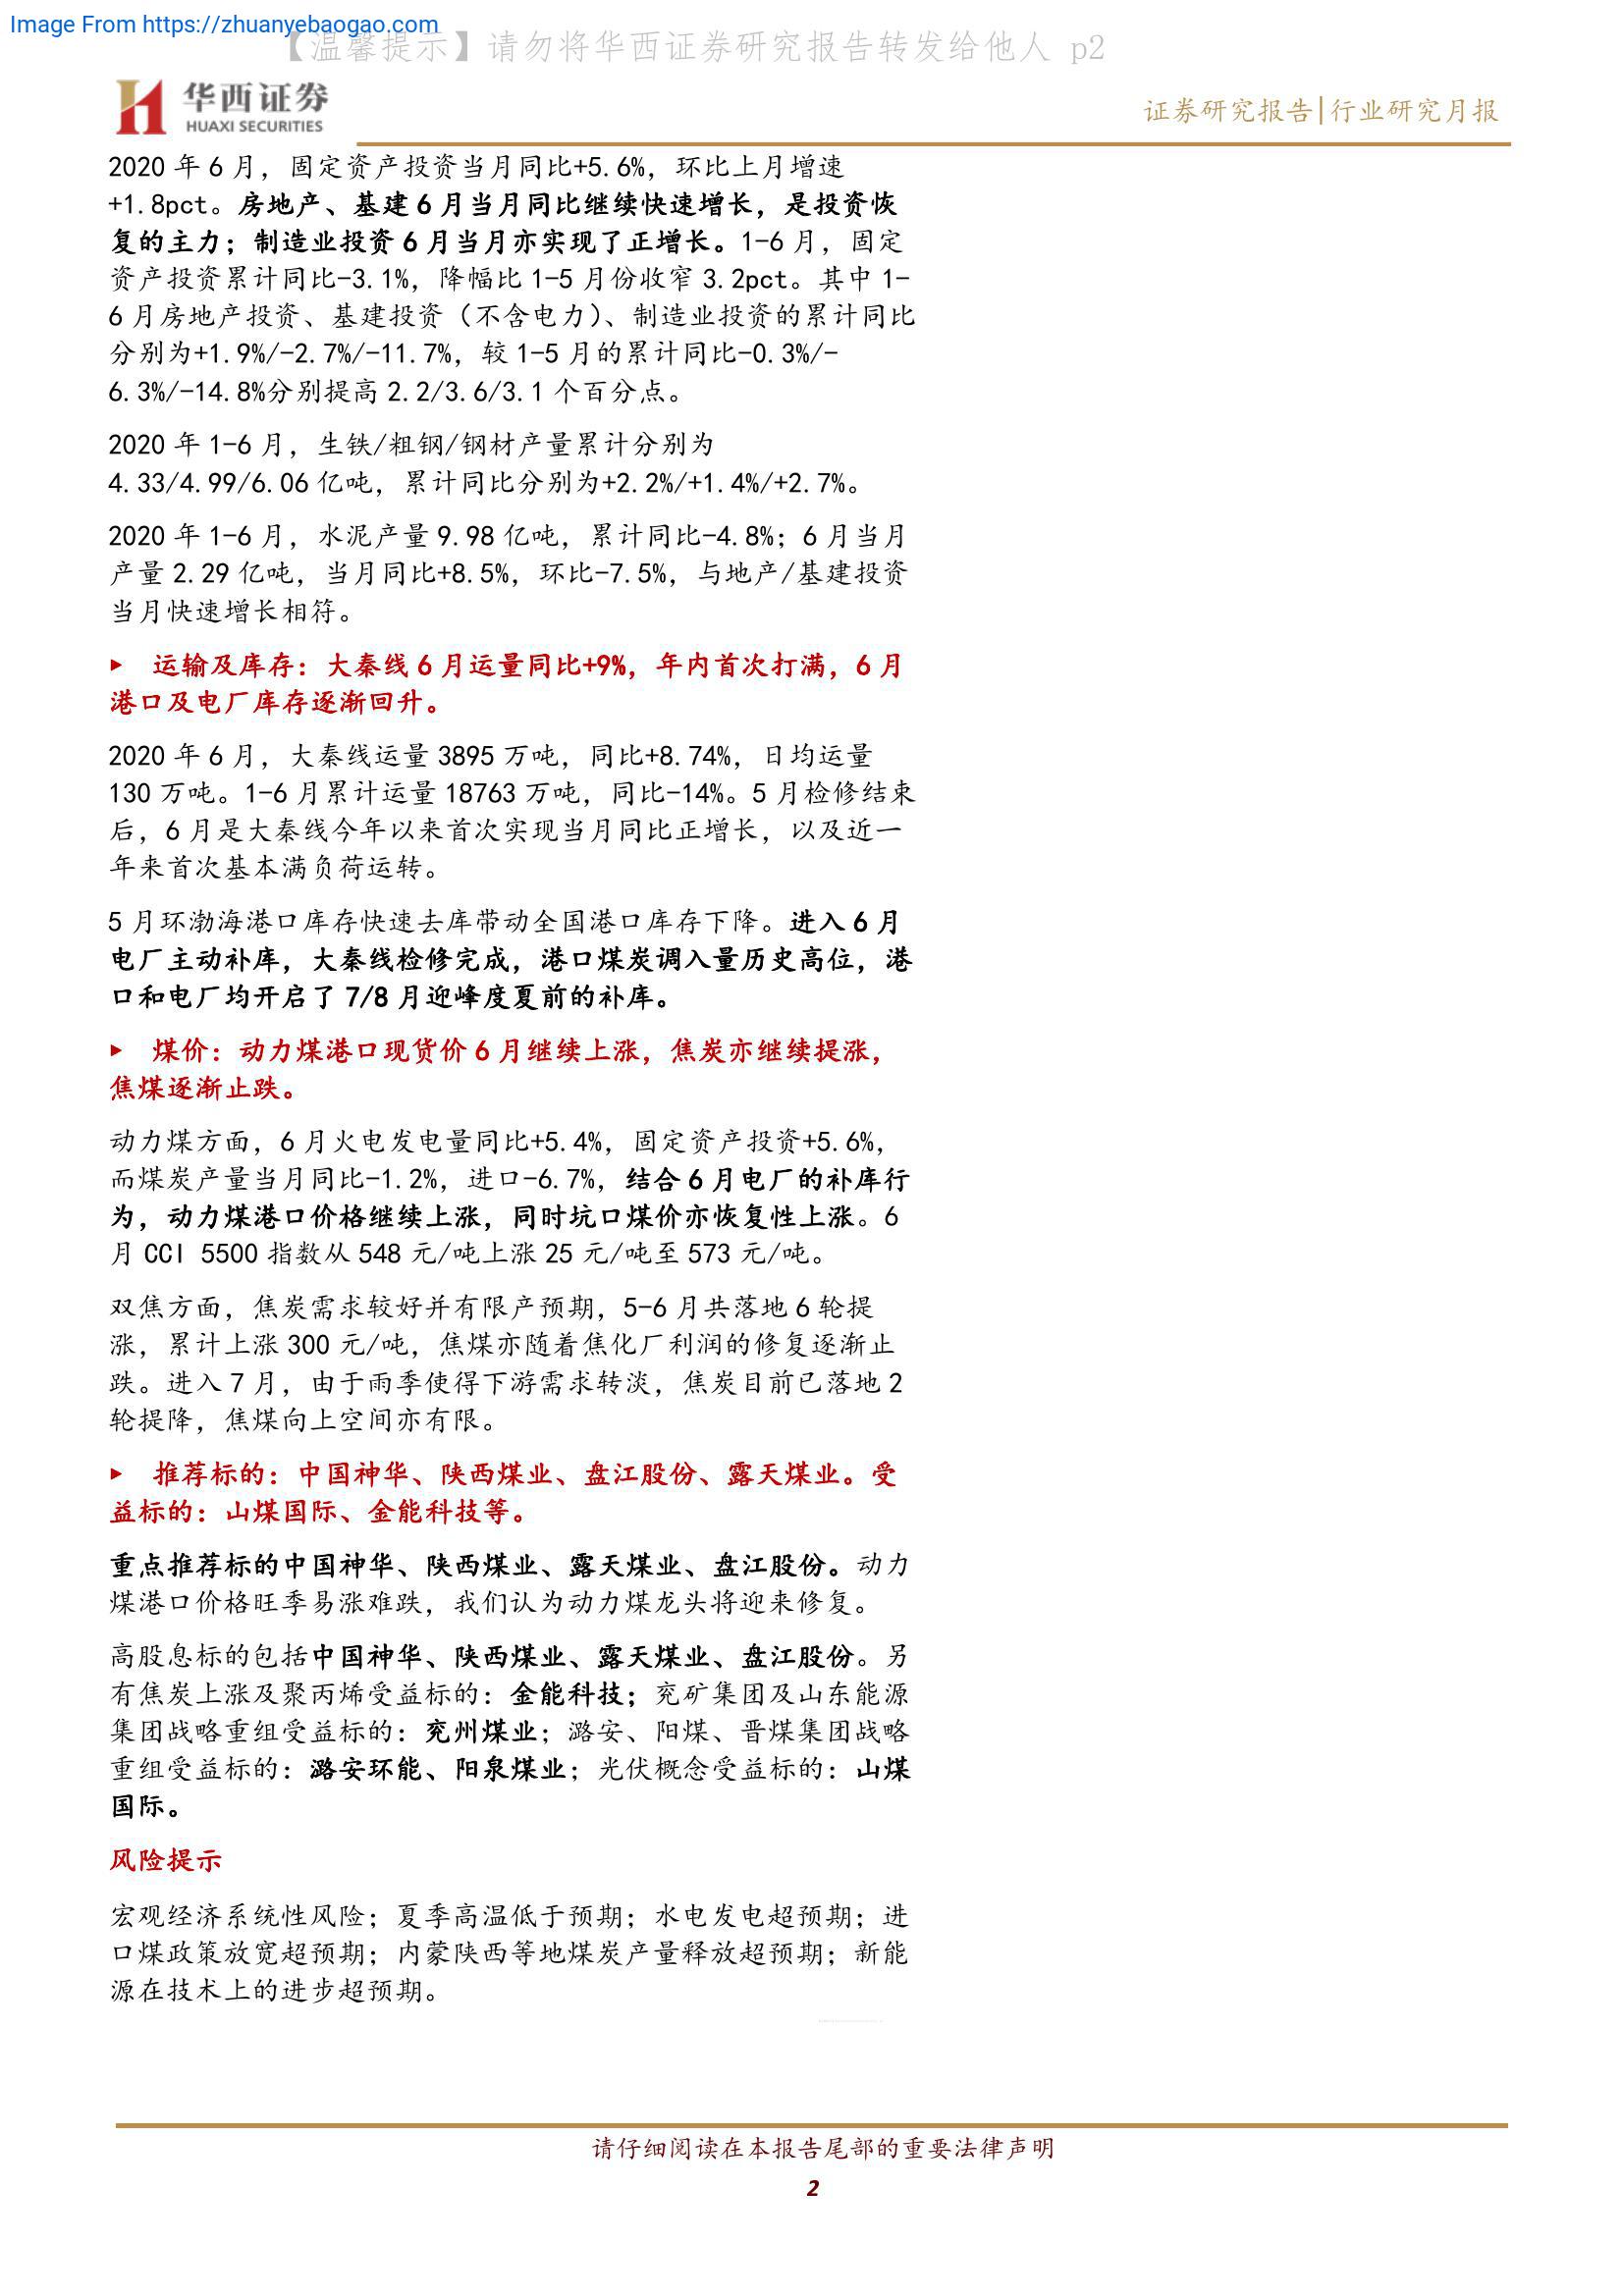 Image From https://zhuanyebaogao.com
【温馨提示】请勿将华西证券研究报告转发给他人 p2
华西证券
HUAXI SECURITIES
证券研究报告|行业研究月报
2020 年 6 月，固定资产投资当月同比+5.6%，环比上月增速
+1.8pct。房地产、基建 6 月当月同比继续快速增长，是投资恢
复的主力；制造业投资 6 月当月亦实现了正增长。1-6 月，固定
资产投资累计同比-3.1%，降幅比 1-5 月份收窄 3.2pct。其中 1-
6 月房地产投资、基建投资（不含电力）、制造业投资的累计同比
分别为+1.9%/-2.7%/-11.7%，较 1-5 月的累计同比-0.3%/-
6.3%/-14.8%分别提高 2.2/3.6/3.1 个百分点。
2020 年 1-6 月，生铁/粗钢/钢材产量累计分别为
4.33/4.99/6.06 亿吨，累计同比分别为+2.2%/+1.4%/+2.7%。
2020 年 1-6 月，水泥产量 9.98 亿吨，累计同比-4.8%；6 月当月
产量 2.29 亿吨，当月同比+8.5%，环比-7.5%，与地产/基建投资
当月快速增长相符。
▶ 运输及库存：大秦线 6 月运量同比+9%，年内首次打满，6 月
港口及电厂库存逐渐回升。
2020 年 6 月，大秦线运量 3895 万吨，同比+8.74%，日均运量
130 万吨。1-6 月累计运量 18763 万吨，同比-14%。5 月检修结束
后，6 月是大秦线今年以来首次实现当月同比正增长，以及近一
年来首次基本满负荷运转。
5 月环渤海港口库存快速去库带动全国港口库存下降。进入 6 月
电厂主动补库，大秦线检修完成，港口煤炭调入量历史高位，港
口和电厂均开启了 7/8 月迎峰度夏前的补库。
▶ 煤价：动力煤港口现货价 6 月继续上涨，焦炭亦继续提涨，
焦煤逐渐止跌。
动力煤方面，6 月火电发电量同比+5.4%，固定资产投资+5.6%，
而煤炭产量当月同比-1.2%，进口-6.7%，结合 6 月电厂的补库行
为，动力煤港口价格继续上涨，同时坑口煤价亦恢复性上涨。6
月 CCI 5500 指数从 548 元/吨上涨 25 元/吨至 573 元/吨。
双焦方面，焦炭需求较好并有限产预期，5-6 月共落地 6 轮提
涨，累计上涨 300 元/吨，焦煤亦随着焦化厂利润的修复逐渐止
跌。进入 7 月，由于雨季使得下游需求转淡，焦炭目前已落地 2
轮提降，焦煤向上空间亦有限。
▶ 推荐标的：中国神华、陕西煤业、盘江股份、露天煤业。受
益标的：山煤国际、金能科技等。
重点推荐标的中国神华、陕西煤业、露天煤业、盘江股份。动力
煤港口价格旺季易涨难跌，我们认为动力煤龙头将迎来修复。
高股息标的包括中国神华、陕西煤业、露天煤业、盘江股份。另
有焦炭上涨及聚丙烯受益标的：金能科技；兖矿集团及山东能源
集团战略重组受益标的：兖州煤业；潞安、阳煤、晋煤集团战略
重组受益标的：潞安环能、阳泉煤业；光伏概念受益标的：山煤
国际。
风险提示
宏观经济系统性风险；夏季高温低于预期；水电发电超预期；进
口煤政策放宽超预期；内蒙陕西等地煤炭产量释放超预期；新能
源在技术上的进步超预期。
请仔细阅读在本报告尾部的重要法律声明
2